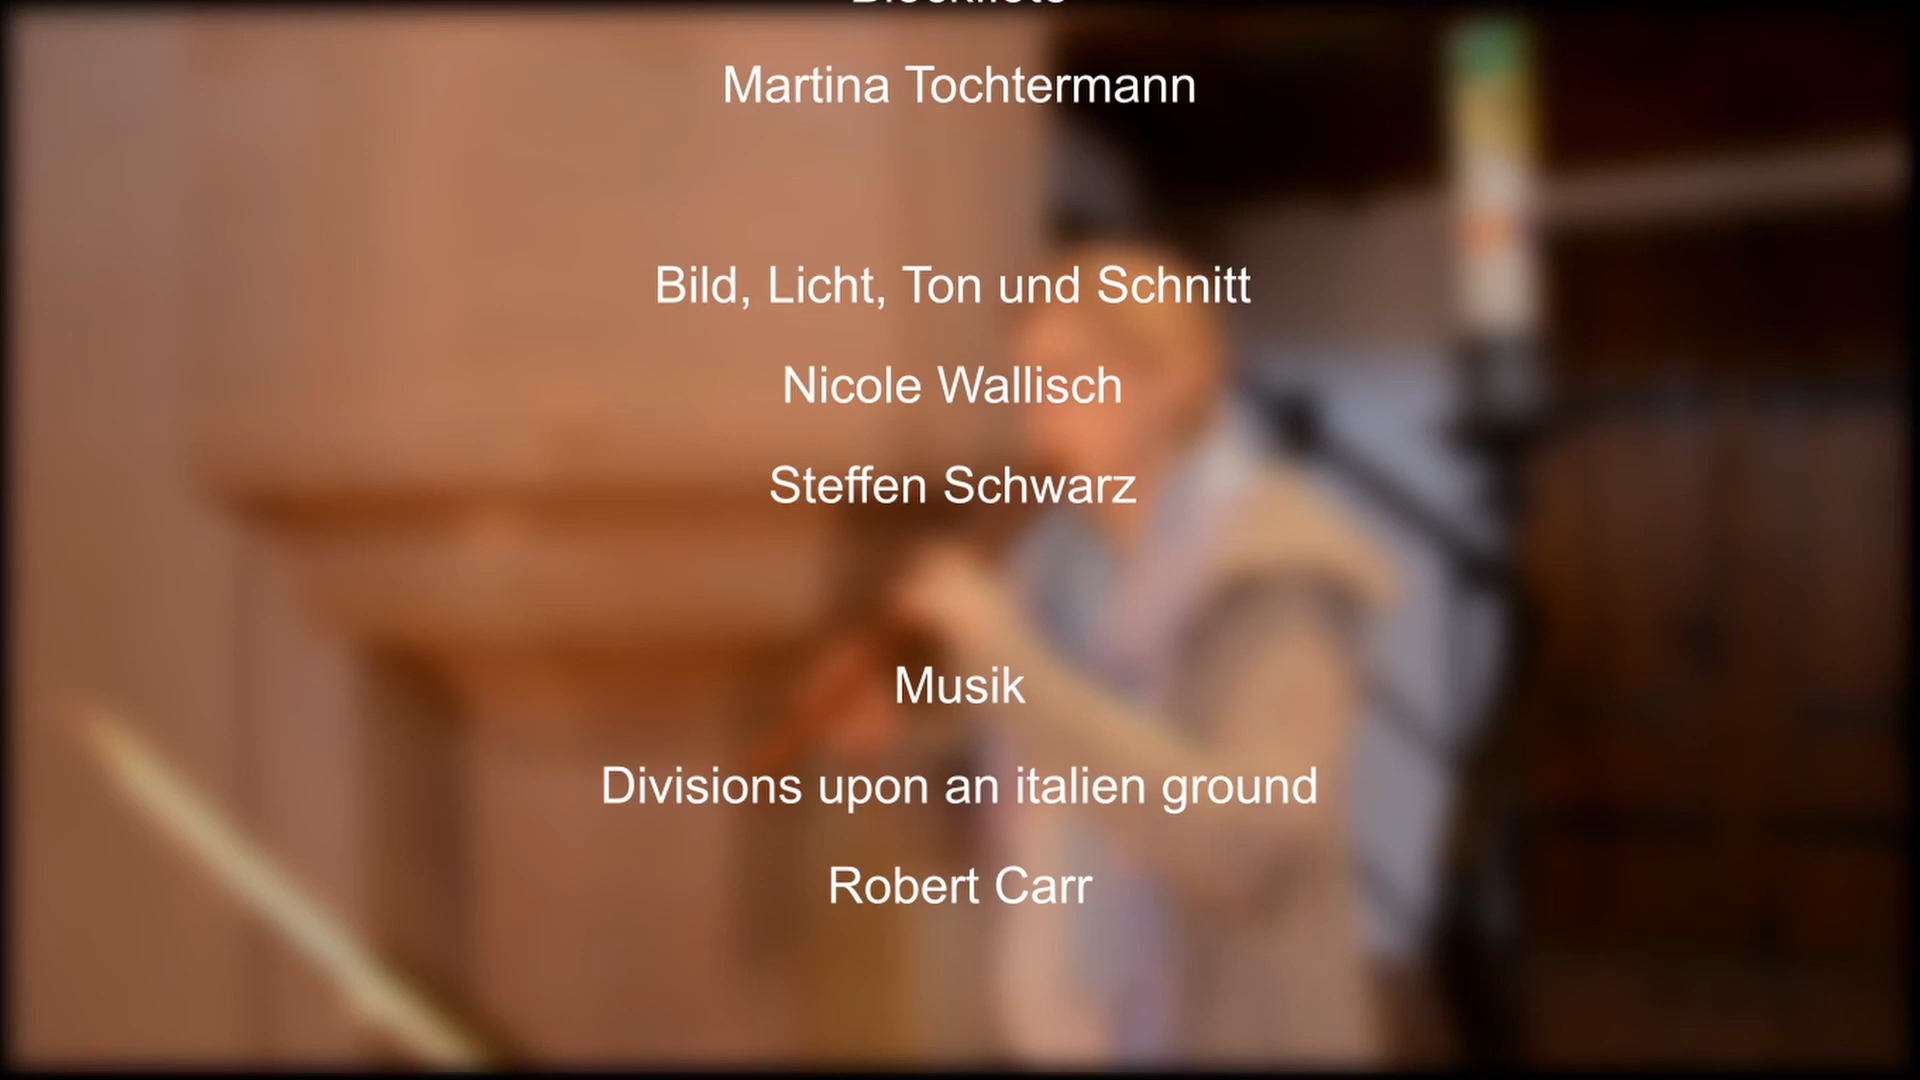 Blockflöte
Martina Tochtermann
Bild, Licht, Ton und Schnitt
Nicole Wallisch
Steffen Schwarz
Musik
Divisions upon an italien ground
Robert Carr